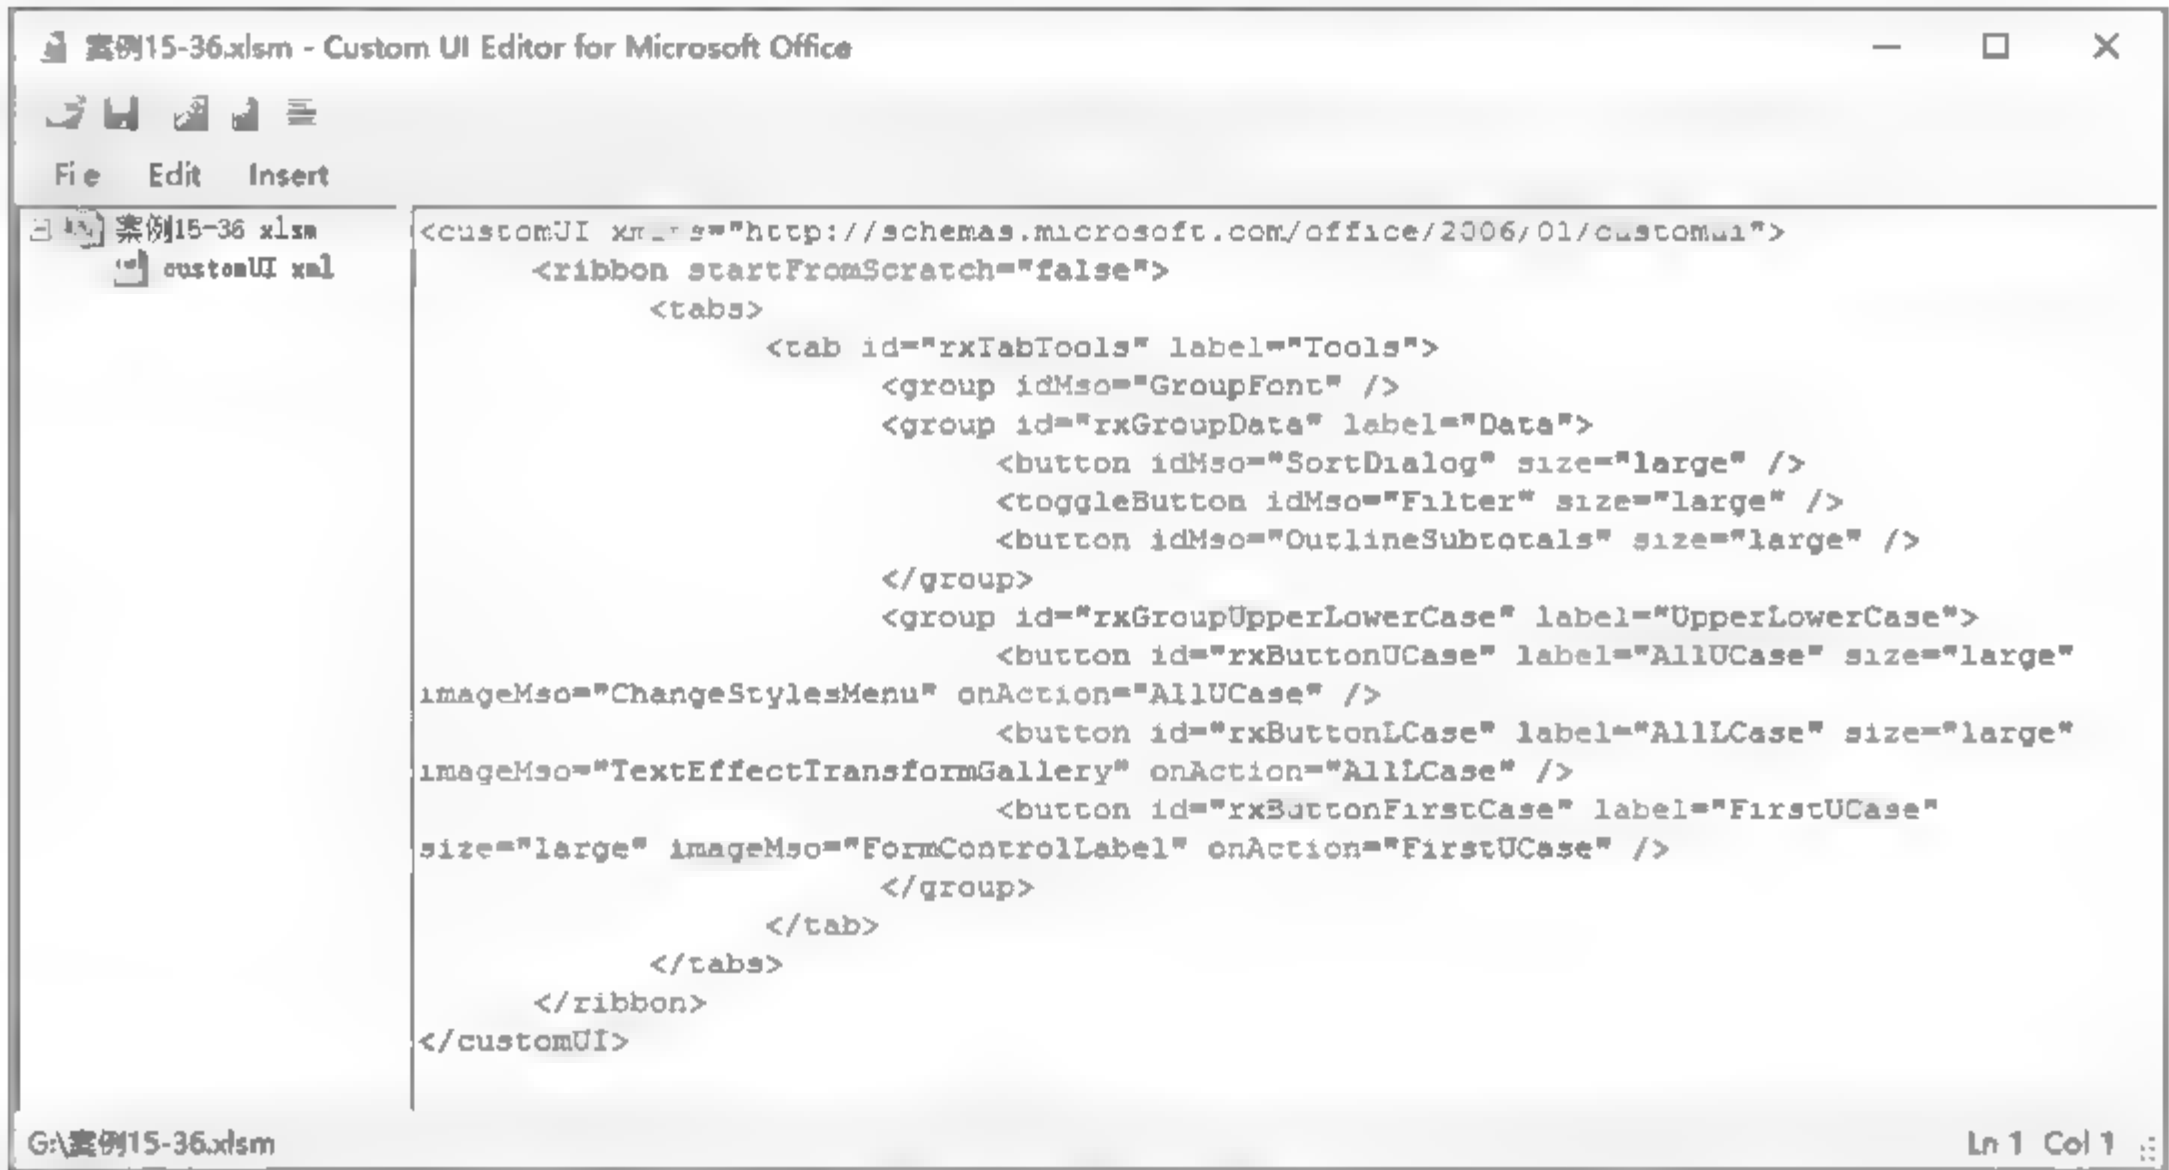 案例15-36.xlsm - Custom UI Editor for Microsoft Office
File Edit Insert
案例15-36 xlsm
customUI xml
<customUI xmlns="http://schemas.microsoft.com/office/2006/01/customui">
<ribbon startFromScratch="false">
<tabs>
<tab id="rxTabTools" label="Tools">
<group idMso="GroupFont" />
<group id="rxGroupData" label="Data">
<button idMso="SortDialog" size="large" />
<toggleButton idMso="Filter" size="large" />
<button idMso="OutlineSubtotals" size="large" />
</group>
<group id="rxGroupUpperLowerCase" label="UpperLowerCase">
<button id="rxButtonUCase" label="AllUCase" size="large"
imageMso="ChangeStylesMenu" onAction="AllUCase" />
<button id="rxButtonLCase" label="AllLCase" size="large"
imageMso="TextEffectTransformGallery" onAction="AllLCase" />
<button id="rxButtonFirstCase" label="FirstUCase"
size="large" imageMso="FormControlLabel" onAction="FirstUCase" />
</group>
</tab>
</tabs>
</ribbon>
</customUI>
G:\案例15-36.xlsm
Ln 1 Col 1